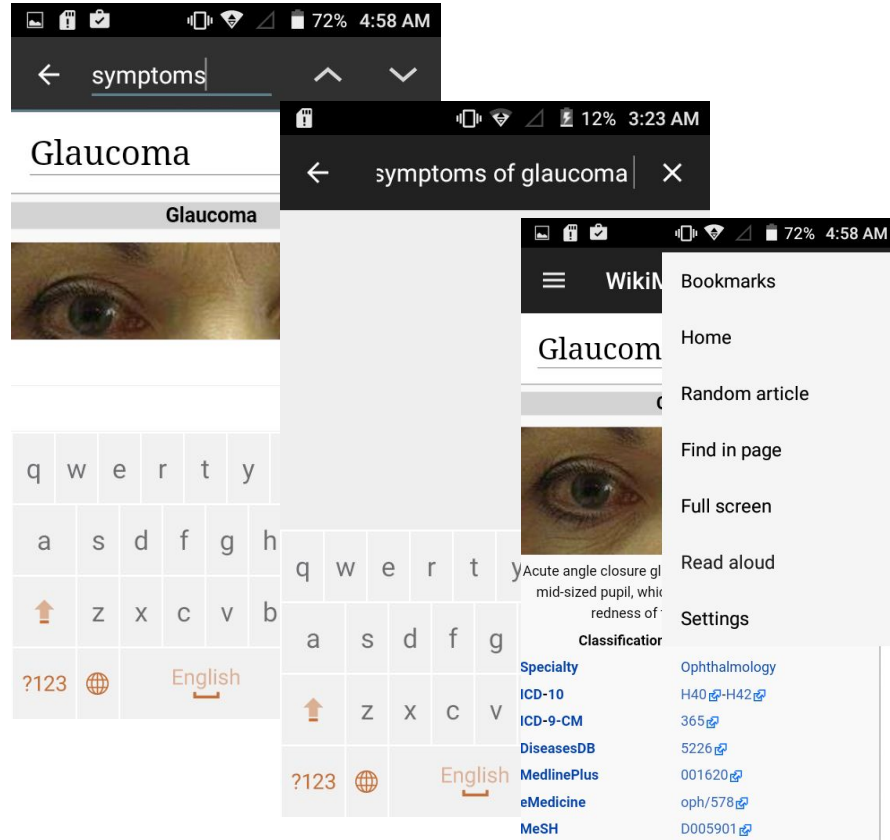 72% 4:58 AM
symptoms
Glaucoma
Glaucoma
q w e r t y
a s d f g h
z x c v b
?123 English
12% 3:23 AM
symptoms of glaucoma
q w e r t y
a s d f g
z x c v
?123 English
72% 4:58 AM
WikiM
Bookmarks
Home
Random article
Find in page
Full screen
Read aloud
Settings
Glaucom
Acute angle closure gl
mid-sized pupil, whic
redness of
Classification
Specialty Ophthalmology
ICD-10 H40-H42
ICD-9-CM 365
DiseasesDB 5226
MedlinePlus 001620
eMedicine oph/578
MeSH D005901